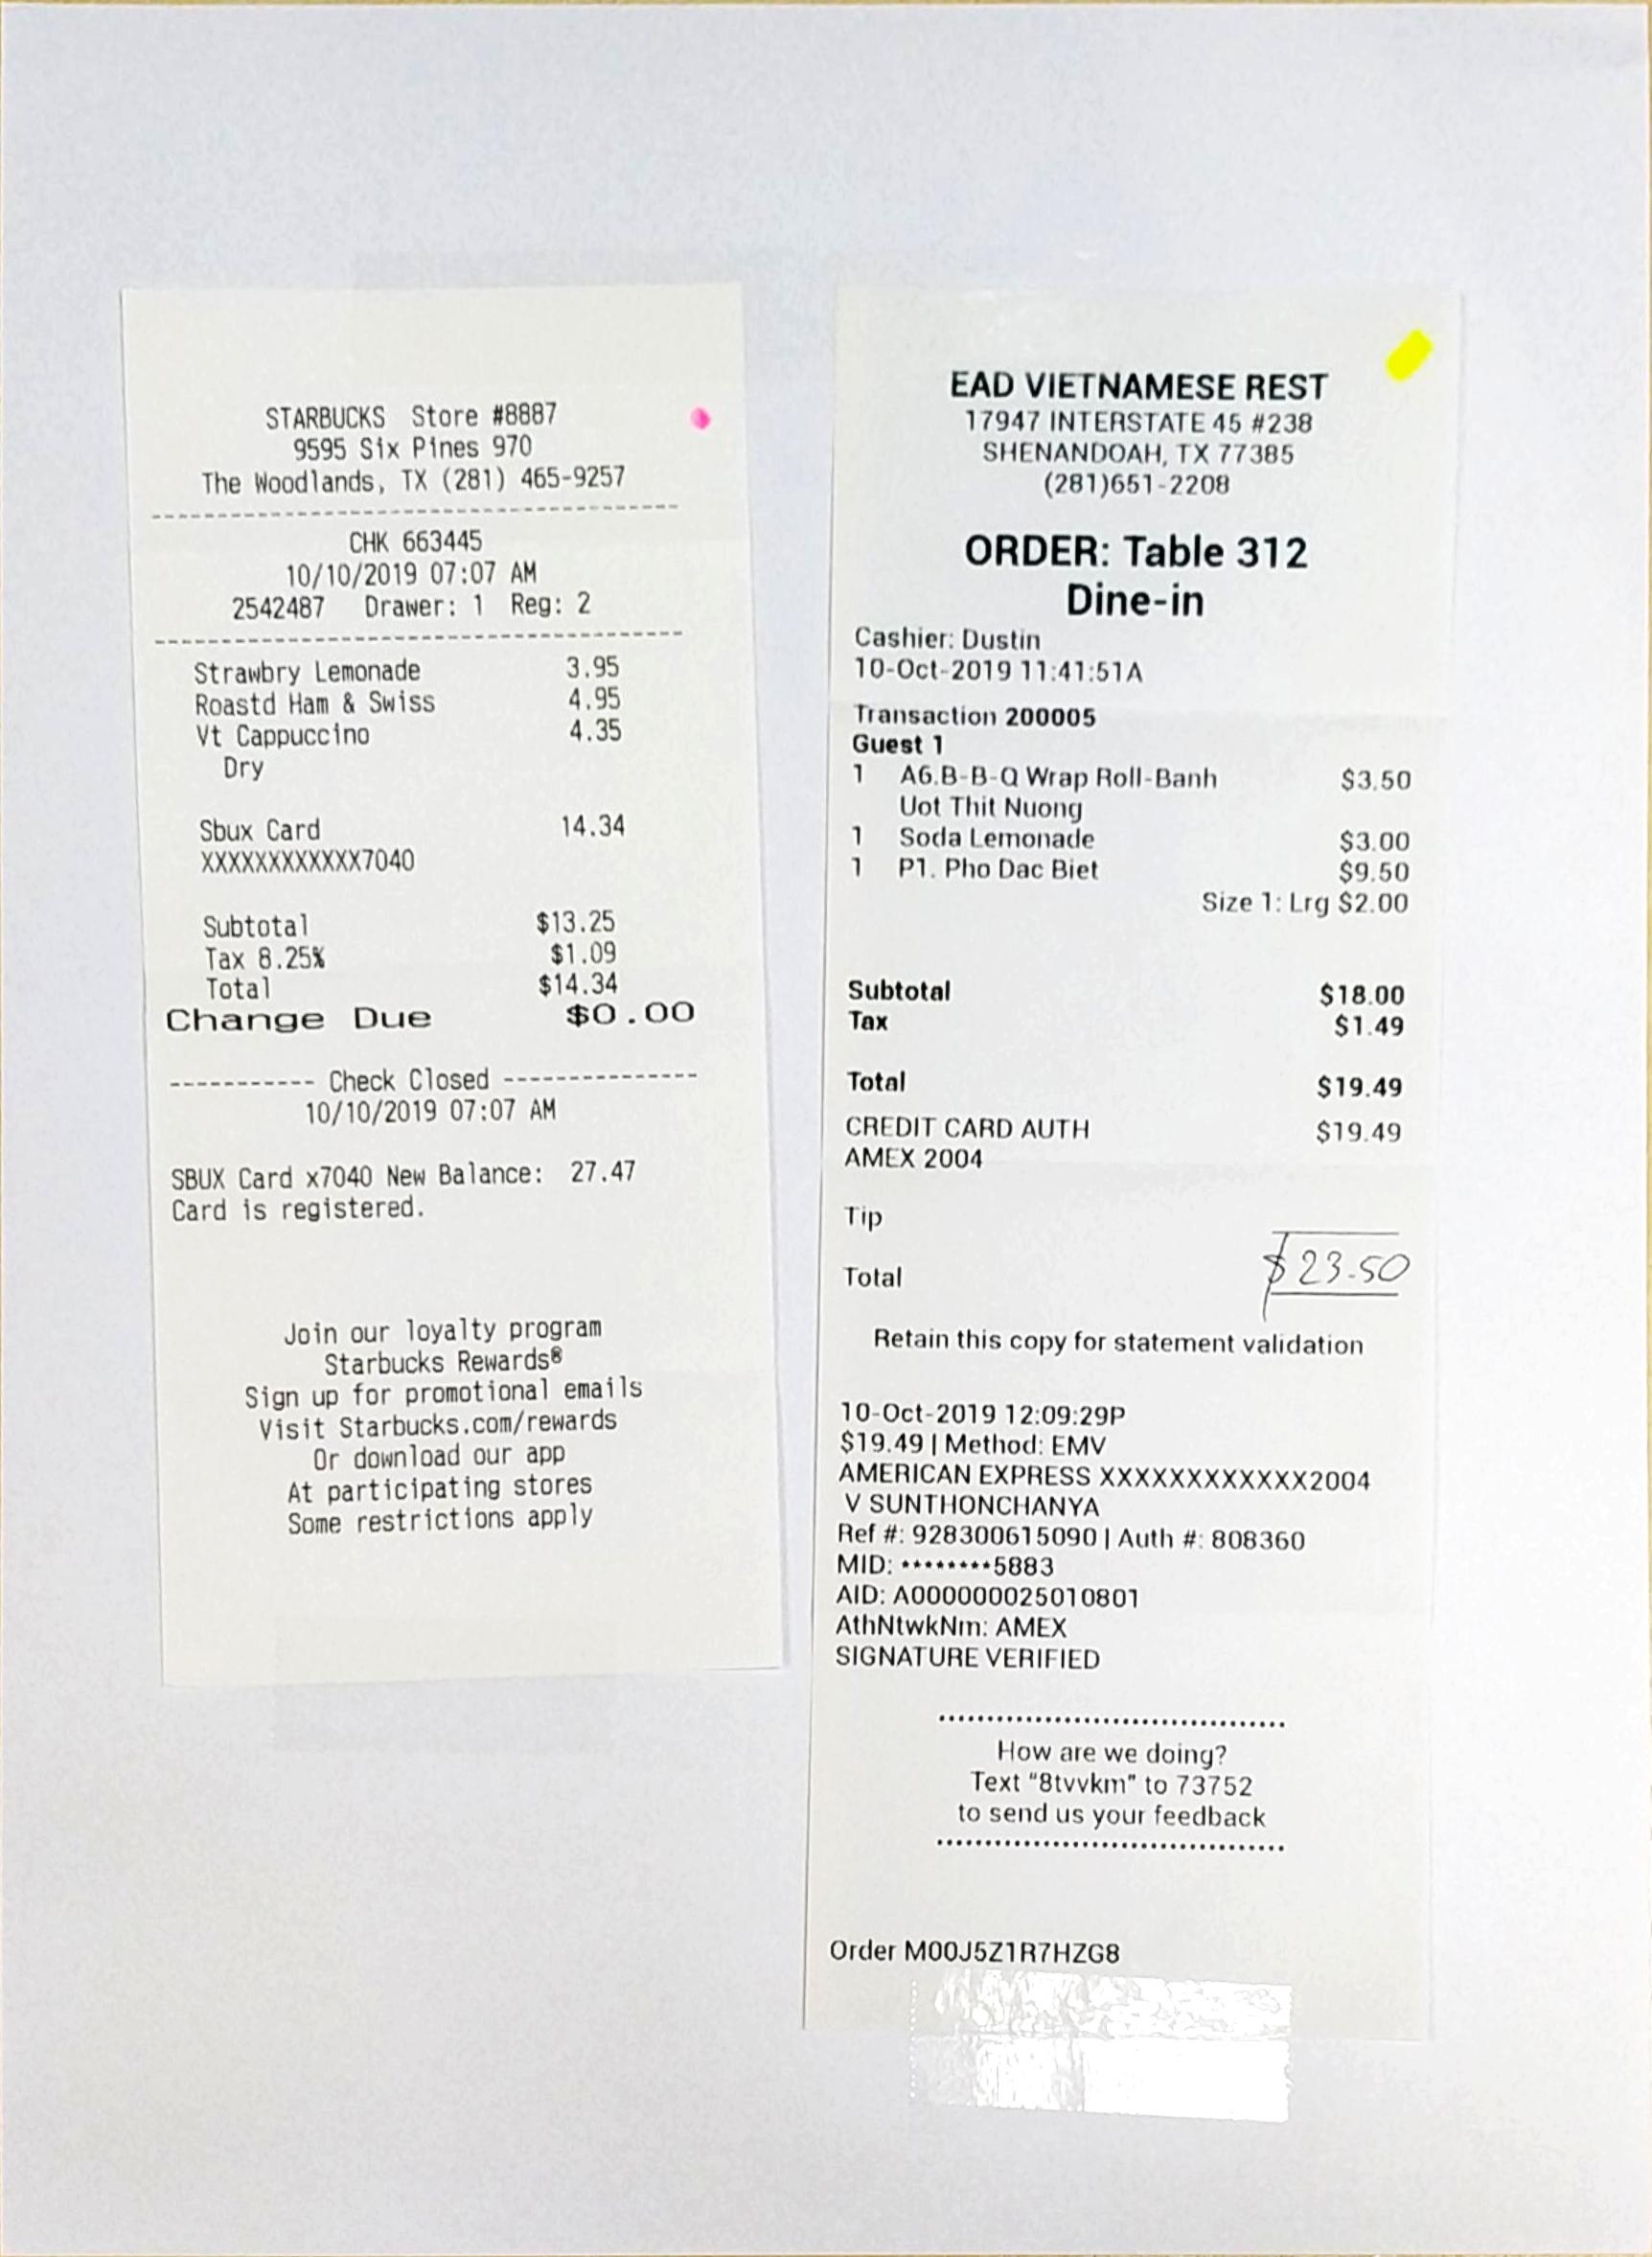 STARBUCKS Store #8887
9595 Six Pines 970
The Woodlands, TX (281) 465-9257
----------------------------------------
CHK 663445
10/10/2019 07:07 AM
2542487 Drawer: 1 Reg: 2
----------------------------------------
Strawbry Lemonade 3.95
Roastd Ham & Swiss 4.95
Vt Cappuccino 4.35
Dry
Sbux Card 14.34
XXXXXXXXXXXX7040
Subtotal $13.25
Tax 8.25% $1.09
Total $14.34
Change Due $0.00
----------- Check Closed ---------------
10/10/2019 07:07 AM
SBUX Card x7040 New Balance: 27.47
Card is registered.
Join our loyalty program
Starbucks Rewards®
Sign up for promotional emails
Visit Starbucks.com/rewards
Or download our app
At participating stores
Some restrictions apply
EAD VIETNAMESE REST
17947 INTERSTATE 45 #238
SHENANDOAH, TX 77385
(281)651-2208
ORDER: Table 312
Dine-in
Cashier: Dustin
10-Oct-2019 11:41:51A
Transaction 200005
Guest 1
1 A6.B-B-Q Wrap Roll-Banh $3.50
Uot Thit Nuong
1 Soda Lemonade $3.00
1 P1. Pho Dac Biet $9.50
Size 1: Lrg $2.00
Subtotal $18.00
Tax $1.49
Total $19.49
CREDIT CARD AUTH $19.49
AMEX 2004
Tip
Total $23.50
Retain this copy for statement validation
10-Oct-2019 12:09:29P
$19.49 | Method: EMV
AMERICAN EXPRESS XXXXXXXXXXXX2004
V SUNTHONCHANYA
Ref #: 928300615090 | Auth #: 808360
MID: ********5883
AID: A000000025010801
AthNtwkNm: AMEX
SIGNATURE VERIFIED
How are we doing?
Text "8tvvkm" to 73752
to send us your feedback
Order M00J5Z1R7HZG8